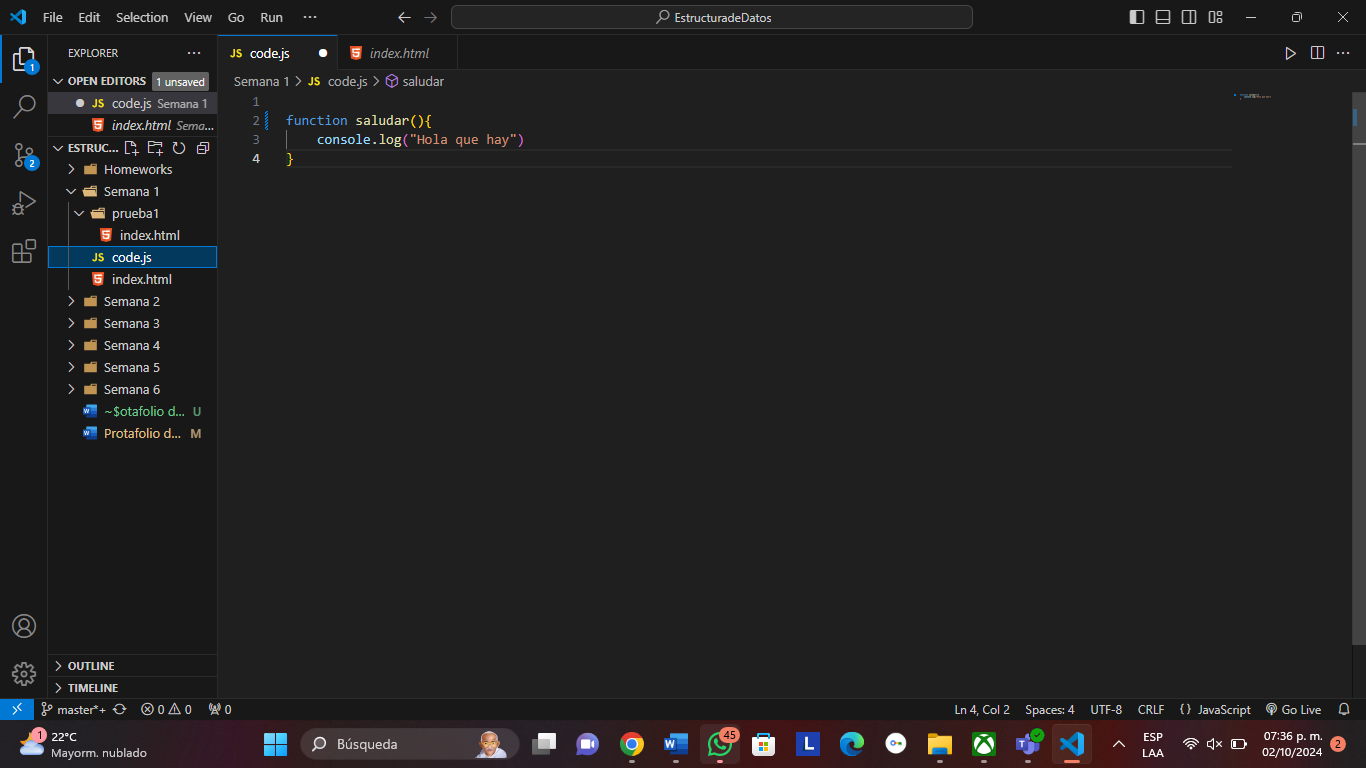 File Edit Selection View Go Run ···
EstructuradeDatos
EXPLORER ···
OPEN EDITORS 1 unsaved
JS code.js Semana 1
index.html Sema...
ESTRUC...
Homeworks
Semana 1
prueba1
index.html
JS code.js
index.html
Semana 2
Semana 3
Semana 4
Semana 5
Semana 6
~$otafolio d... U
Protafolio d... M
OUTLINE
TIMELINE
1
2
JS code.js
index.html
Semana 1 > JS code.js > saludar
1
2 function saludar(){
3 console.log("Hola que hay")
4 }
master*+ 0 0 0
Ln 4, Col 2 Spaces: 4 UTF-8 CRLF {} JavaScript Go Live
1
22°C
Mayorm. nublado
Búsqueda
W
45
L
ESP
LAA
07:36 p. m.
02/10/2024
2